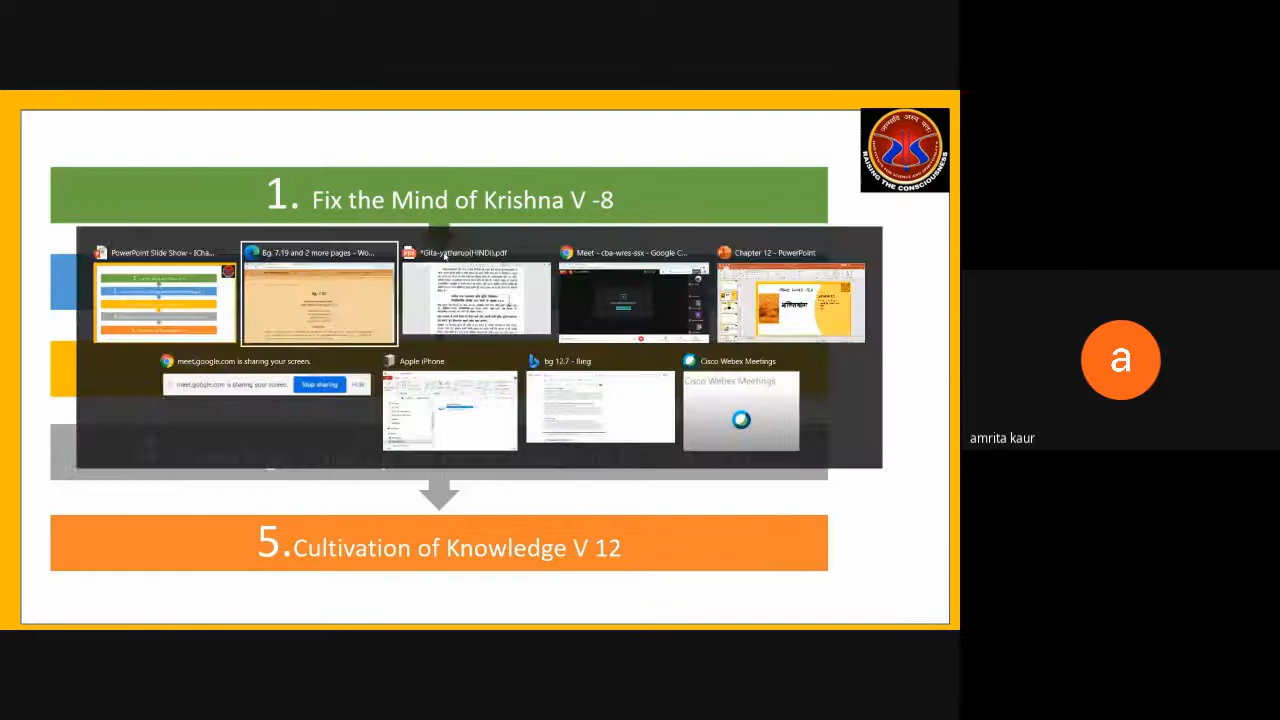 1. Fix the Mind of Krishna V -8
RAISING THE CONSCIOUSNESS
PowerPoint Slide Show - [Cha...
Bg. 7.19 and 2 more pages - Wo...
*Gita-yatharup(HINDI).pdf
Meet - cba-wres-ssx - Google C...
Chapter 12 - PowerPoint
meet.google.com is sharing your screen.
Apple iPhone
bg 12.7 - Bing
Cisco Webex Meetings
meet.google.com is sharing your screen.
Stop sharing
Hide
Cisco Webex Meetings
5.Cultivation of Knowledge V 12
a
amrita kaur